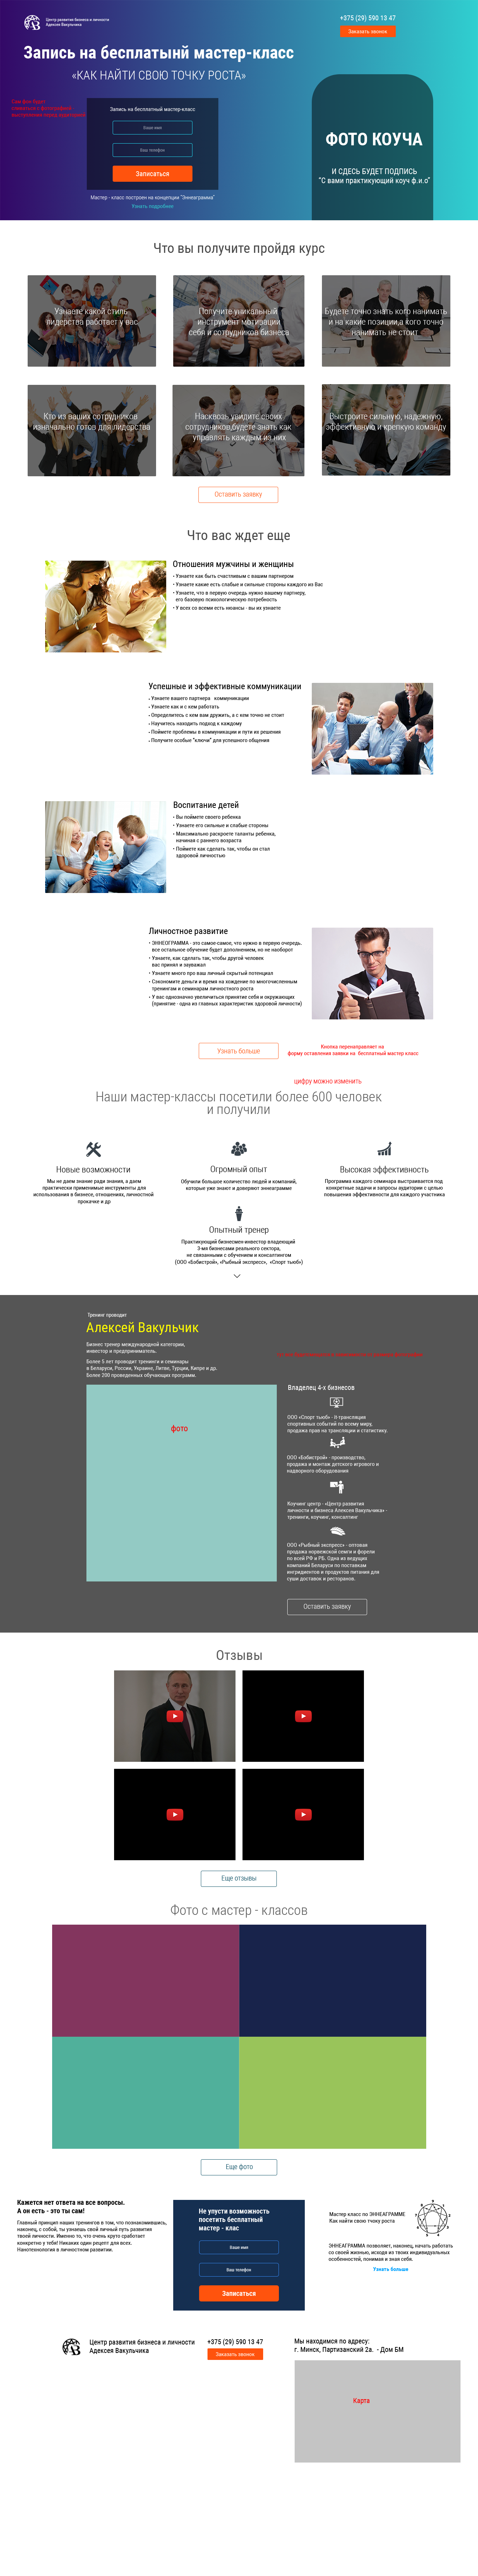 Центр развития бизнеса и личности
Адексея Вакульчика
+375 (29) 590 13 47
Заказать звонок
Запись на бесплатынй мастер-класс
«КАК НАЙТИ СВОЮ ТОЧКУ РОСТА»
Запись на бесплатный мастер-класс
Ваше имя
Ваш телефон
Записаться
Мастер - класс построен на концепции "Эннеаграмма"
Узнать подробнее
ФОТО КОУЧА
И СДЕСЬ БУДЕТ ПОДПИСЬ
"С вами практикующий коуч ф.и.о"
Что вы получите пройдя курс
Узнаете какой стиль
лидерства работает у вас
Получите уникальный
инструмент мотизации
себя и сотрудников бизнеса
Будете точно знать кого нанимать
и на какие позиции,а кого точно
нанимать не стоит
Кто из ваших сотрудников
изначально готов для лидерства
Насквозь увидите своих
сотрудников,будете знать как
управлять каждым из них
Выстроите сильную, надежную,
эффективную и крепкую команду
Оставить заявку
Что вас ждет еще
Отношения мужчины и женщины
• Узнаете как быть счастливым с вашим партнером
• Узнаете какие есть слабые и сильные стороны каждого из Вас
• Узнаете, что в первую очередь нужно вашему партнеру,
его базовую психологическую потребность
• У всех со всеми есть нюансы - вы их узнаете
Успешные и эффективные коммуникации
• Узнаете вашего партнера коммуникации
• Узнаете как и с кем работать
• Определитесь с кем вам дружить, а с кем точно не стоит
• Научитесь находить подход к каждому
• Поймете проблемы в коммуникации и пути их решения
• Получите особые "ключи" для успешного общения
Воспитание детей
• Вы поймете своего ребенка
• Узнаете его сильные и слабые стороны
• Максимально раскроете таланты ребенка,
начиная с раннего возраста
• Поймете как сделать так, чтобы он стал
здоровой личностью
Личностное развитие
• ЭННЕОГРАММА - это самое-самое, что нужно в первую очередь.
все остальное обучение будет дополнением, но не наоборот
• Узнаете, как сделать так, чтобы другой человек
вас принял и зауважал
• Узнаете много про ваш личный скрытый потенциал
• Сэкономите деньги и время на хождение по многочисленным
тренингам и семинарам личностного роста
• У вас однозначно увеличиться принятие себя и окружающих
(принятие - одна из главных характеристик здоровой личности)
Узнать больше
Кнопка перенаправляет на
форму оставления заявки на бесплатный мастер класс
цифру можно изменить
Наши мастер-классы посетили более 600 человек
и получили
Новые возможности
Мы не даем знание ради знания, а даем
практически-применимые инструменты для
использования в бизнесе, отношениях, личностной
прокачке и др
Огромный опыт
Обучили большое количество людей и компаний,
которые уже знают и доверяют эннеаграмме
Высокая эффективность
Программа каждого семинара выстраивается под
конкретные задачи и запросы аудитории с целью
повышения эффективности для каждого участника
Опытный тренер
Практикующий бизнесмен-инвестор владеющий
3-мя бизнесами реального сектора,
не связанными с обучением и консалтингом
(ООО «Бобистрой», «Рыбный экспресс», «Спорт тьюб»)
Тренинг проводит
Алексей Вакульчик
Бизнес тренер международной категории,
инвестор и предприниматель.
Более 5 лет проводит тренинги и семинары
в Беларуси, России, Украине, Литве, Турции, Кипре и др.
Более 200 проведенных обучающих программ.
фото
Владелец 4-х бизнесов
ООО «Спорт тьюб» - it-трансляция
спортивных событий по всему миру,
продажа прав на трансляция и статистику.
ООО «Бобистрой» - производство,
продажа и монтаж детского игрового и
надворного оборудования
Коучинг центр - «Центр развития
личности и бизнеса Алексея Вакульчика» -
тренинги, коучинг, консалтинг
ООО «Рыбный экспресс» - оптовая
продажа норвежской семги и форели
по всей РФ и РБ. Одна из ведущих
компаний Беларуси по поставкам
ингридиентов и продуктов питания для
суши доставок и ресторанов.
Оставить заявку
Отзывы
Еще отзывы
Фото с мастер - классов
Еще фото
Кажется нет ответа на все вопросы.
А он есть - это ты сам!
Главный принцип наших тренингов в том, что познакомившись,
наконец, с собой, ты узнаешь свой личный путь развития
твоей личности. Именно то, что очень круто сработает
конкретно у тебя! Никаких один рецепт для всех.
Нанотехнология в личностном развитии.
Не упусти возможность
посетить бесплатный
мастер - клас
Ваше имя
Ваш телефон
Записаться
Мастер класс по ЭННЕАГРАММЕ
Как найти свою тчоку роста
ЭННЕАГРАММА позволяет, наконец, начать работать
со своей жизнью, исходя из твоих индивидуальных
особенностей, понимая и зная себя.
Узнать больше
Центр развития бизнеса и личности
Адексея Вакульчика
+375 (29) 590 13 47
Заказать звонок
Мы находимся по адресу:
г. Минск, Партизанский 2а. - Дом БМ
Карта